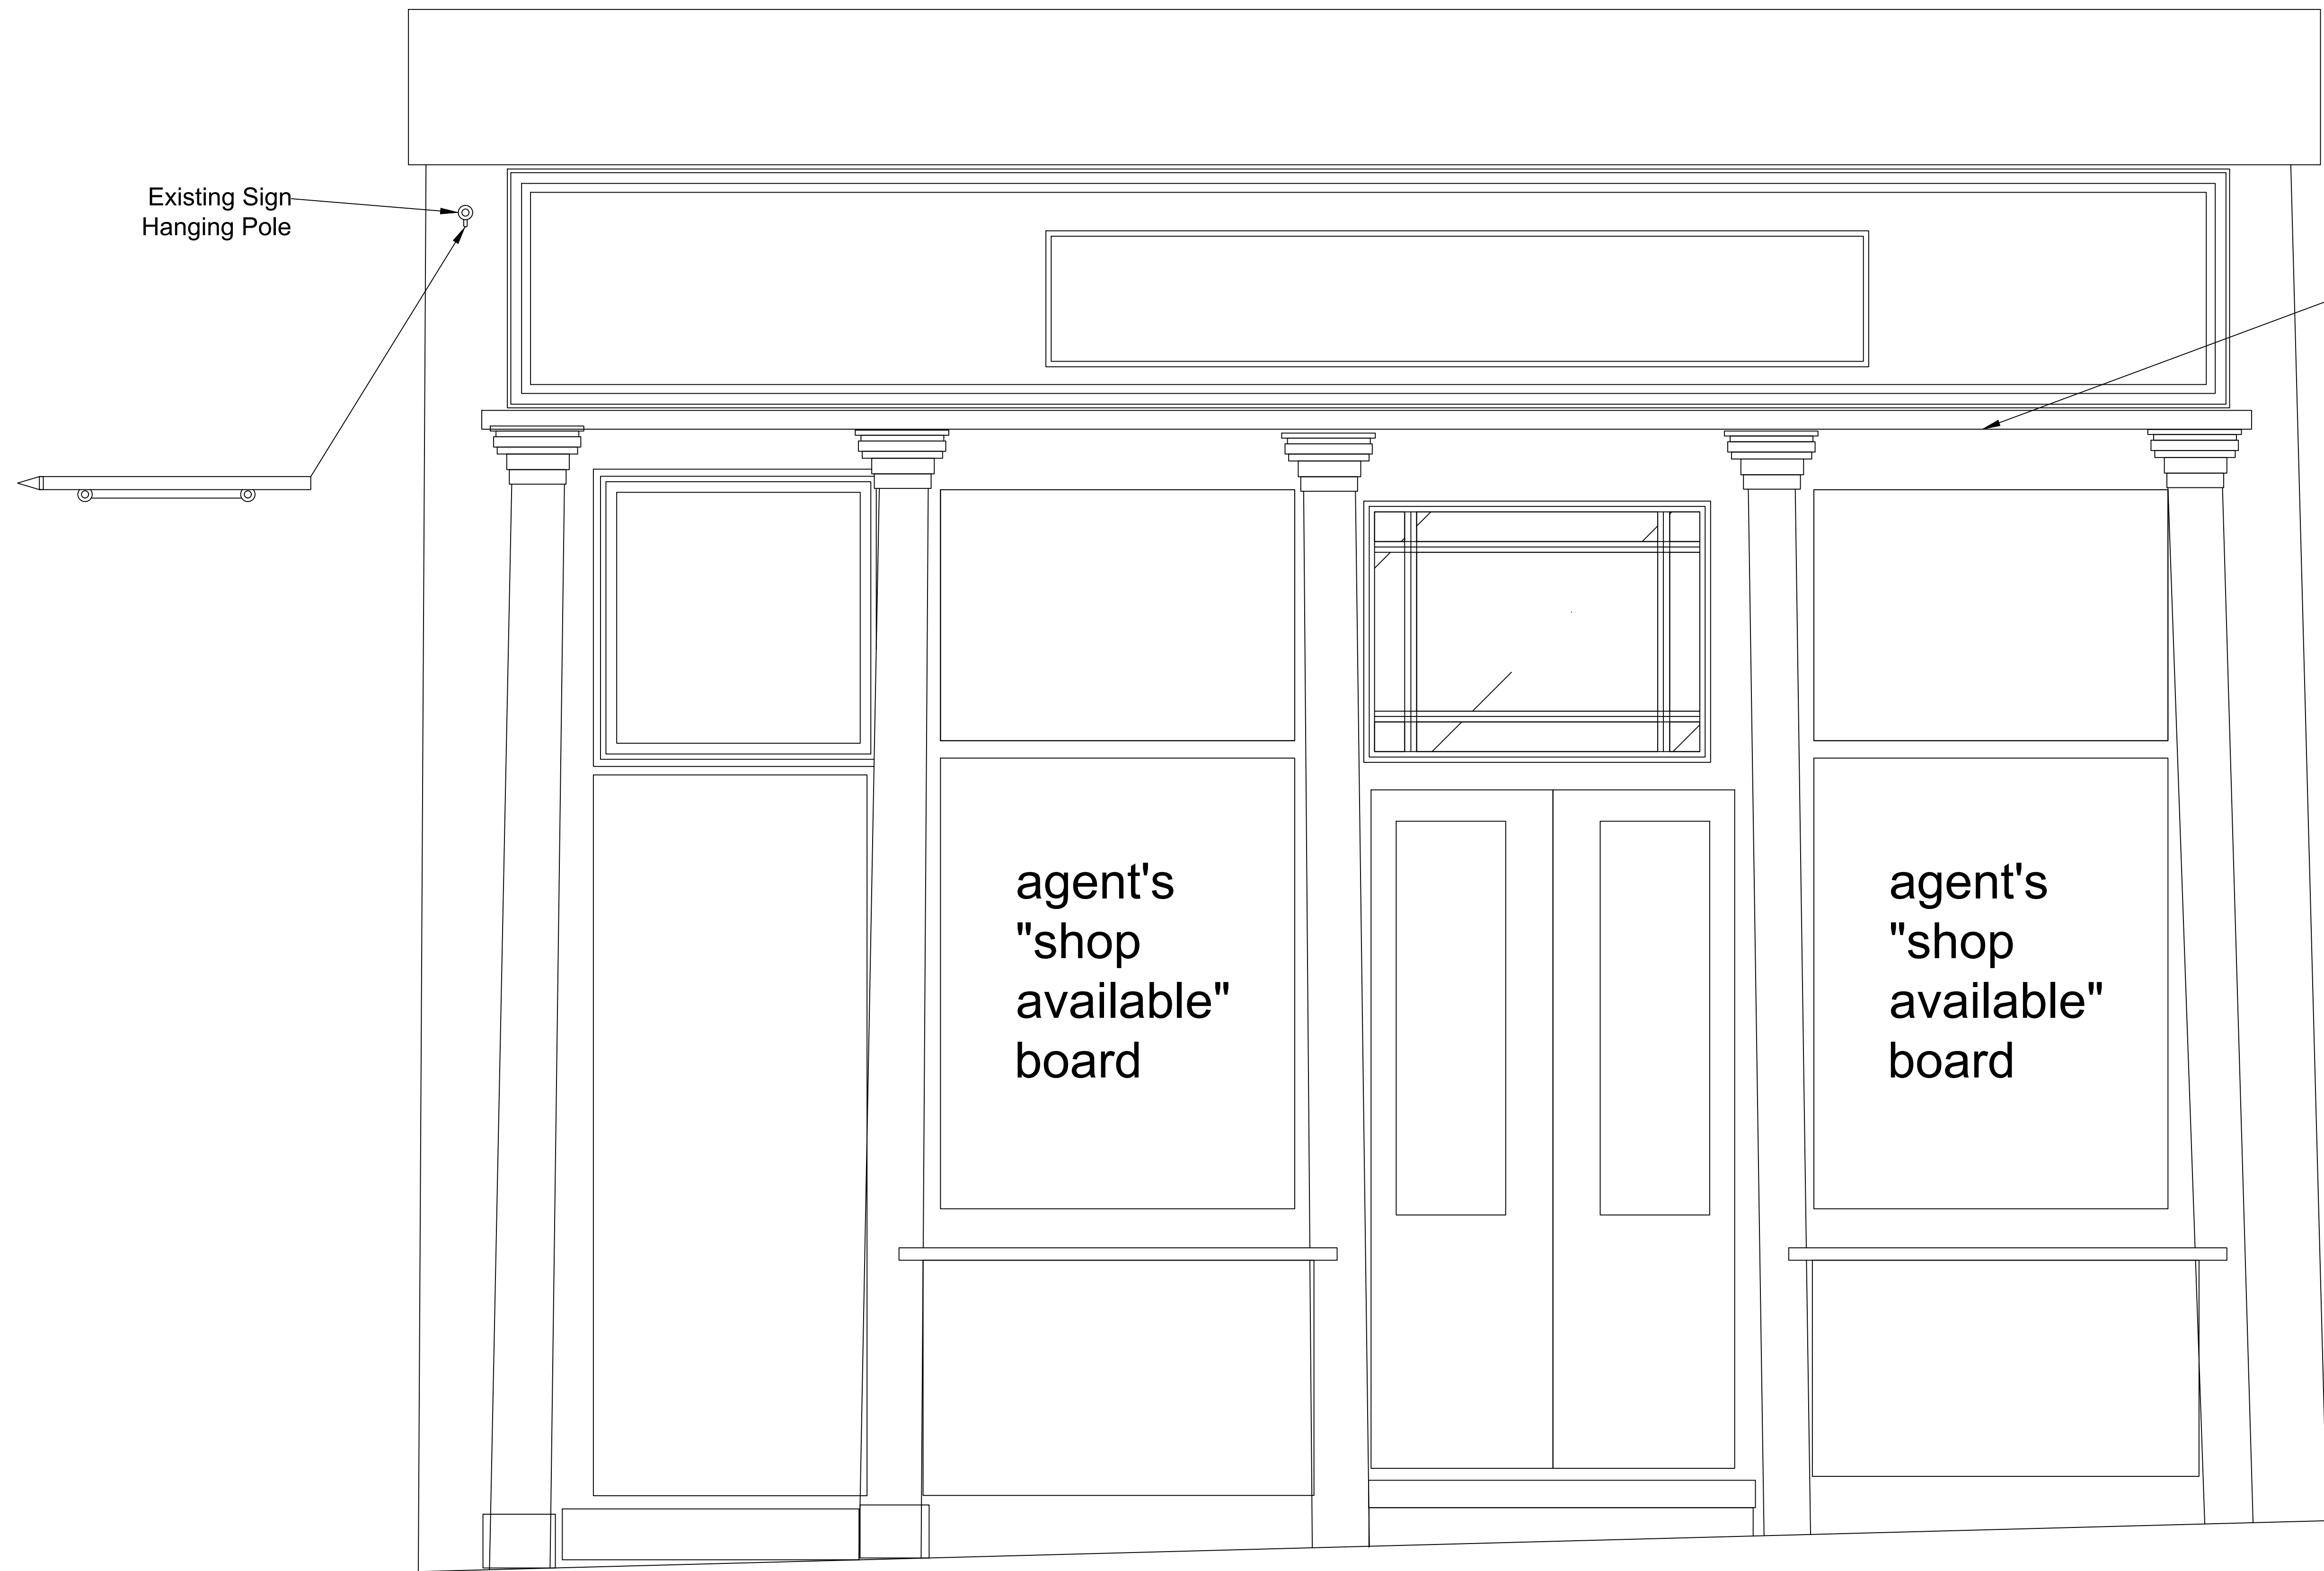 Existing Sign
Hanging Pole
agent's
"shop
available"
board
agent's
"shop
available"
board